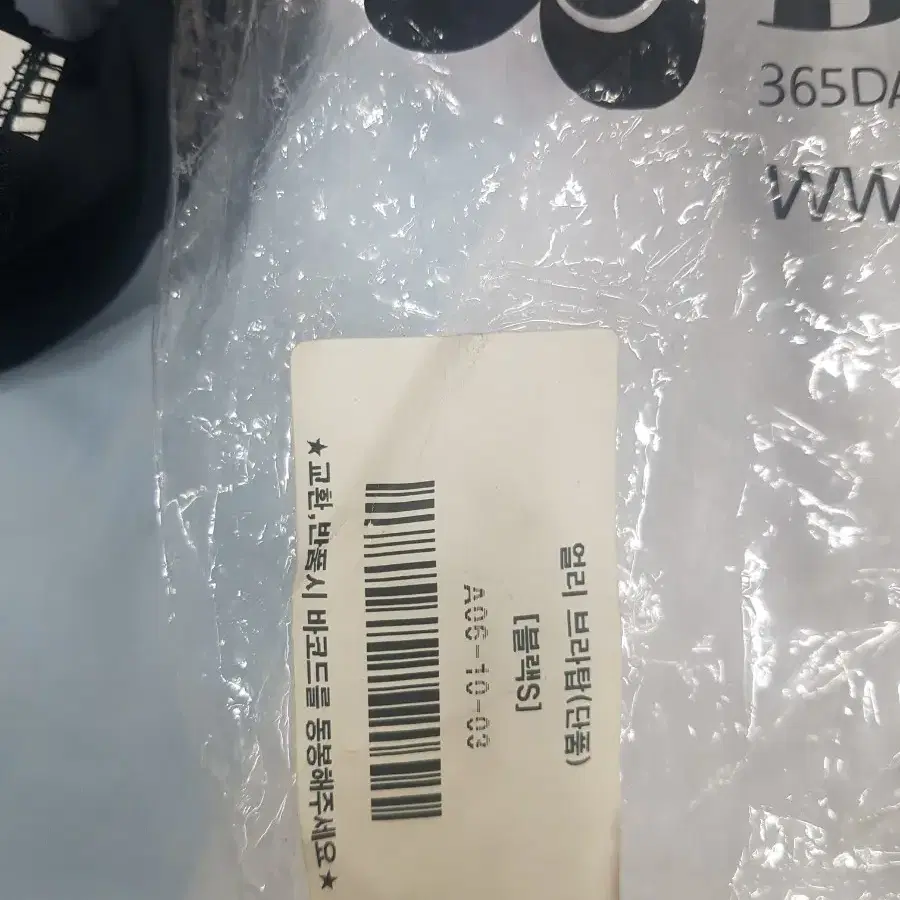 365DA
WW
얼리 브라탑(단품)
[블랙S]
A06-10-03
★교환,반품시 바코드를 동봉해주세요★